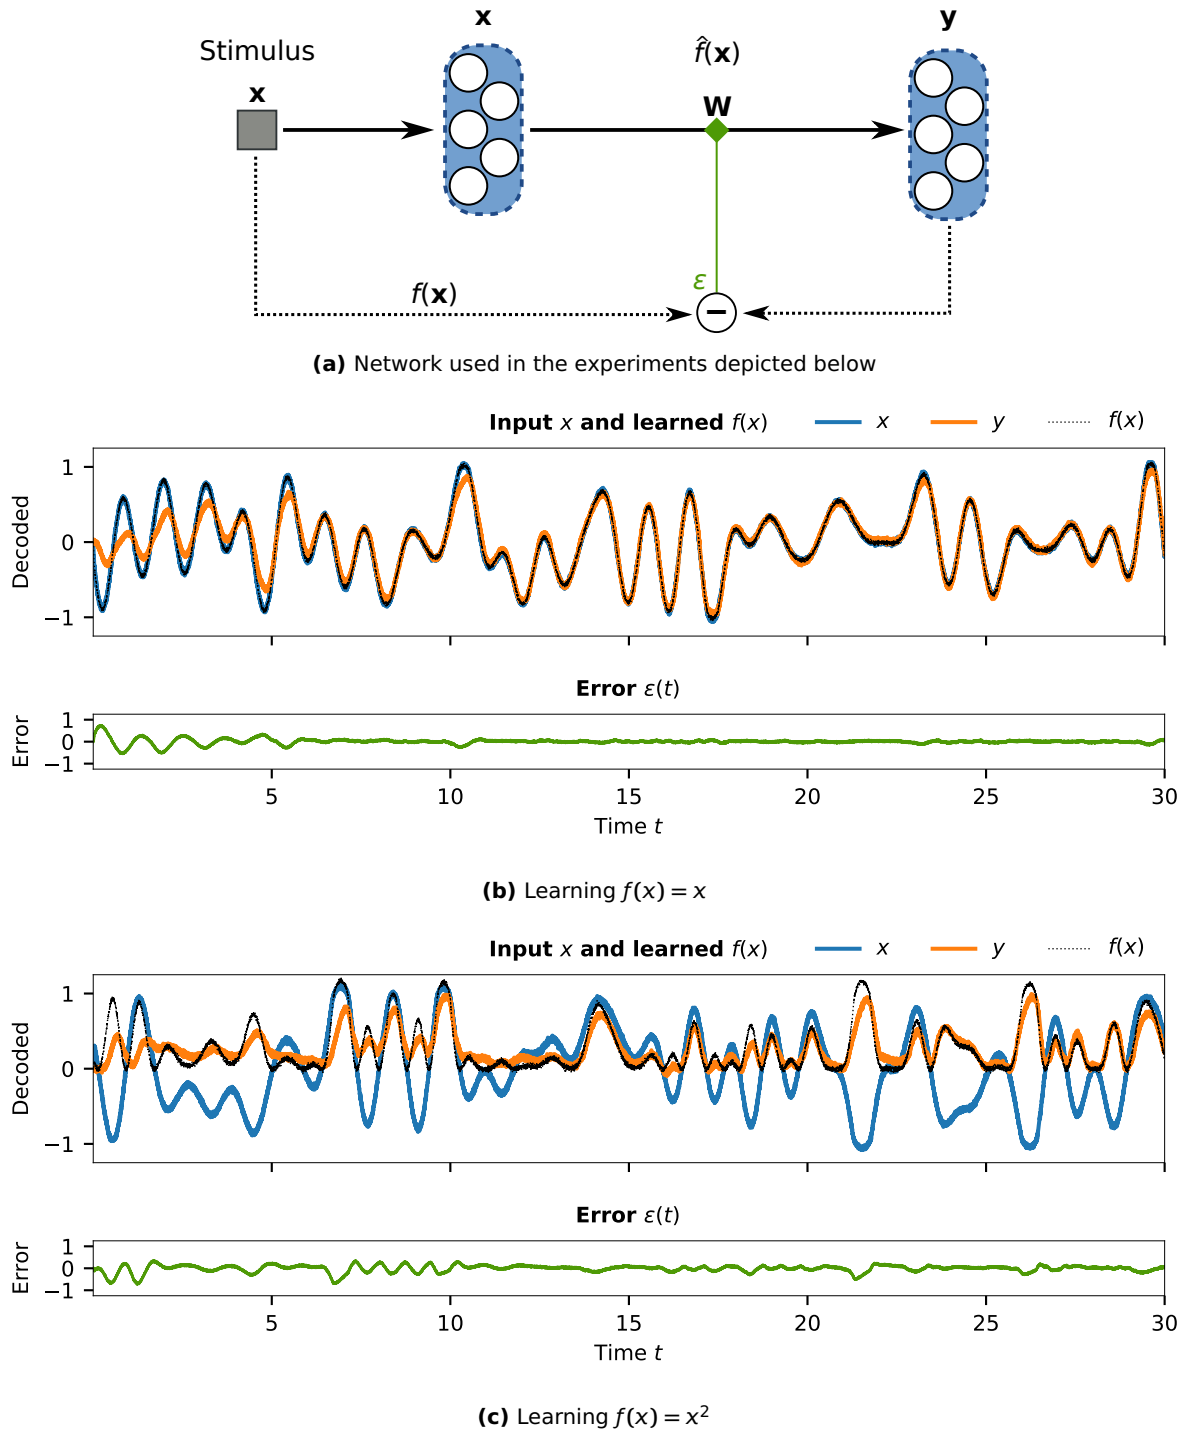 x y
Stimulus f̂(x)
x W
ε
f(x)
−
(a) Network used in the experiments depicted below
Input x and learned f(x) x y f(x)
Decoded
1
0
−1
Error ε(t)
Error
1
0
−1
5 10 15 20 25 30
Time t
(b) Learning f(x) = x
Input x and learned f(x) x y f(x)
Decoded
1
0
−1
Error ε(t)
Error
1
0
−1
5 10 15 20 25 30
Time t
(c) Learning f(x) = x²